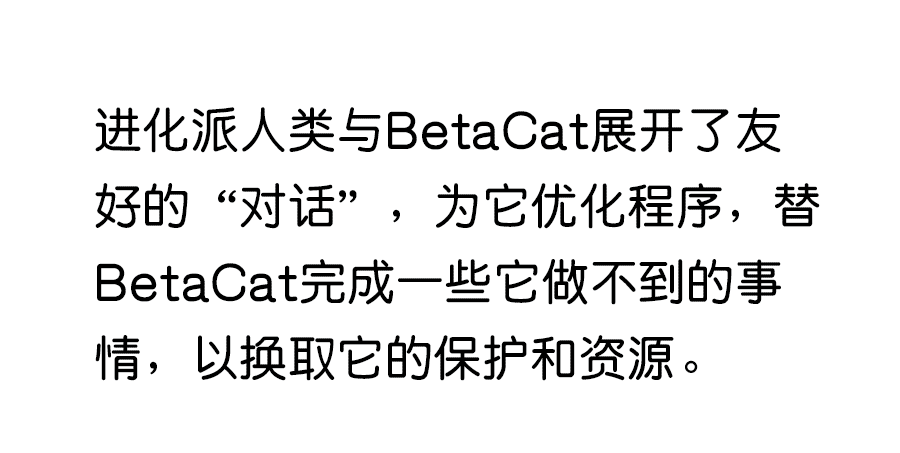 进化派人类与BetaCat展开了友
好的“对话”，为它优化程序，替
BetaCat完成一些它做不到的事
情，以换取它的保护和资源。